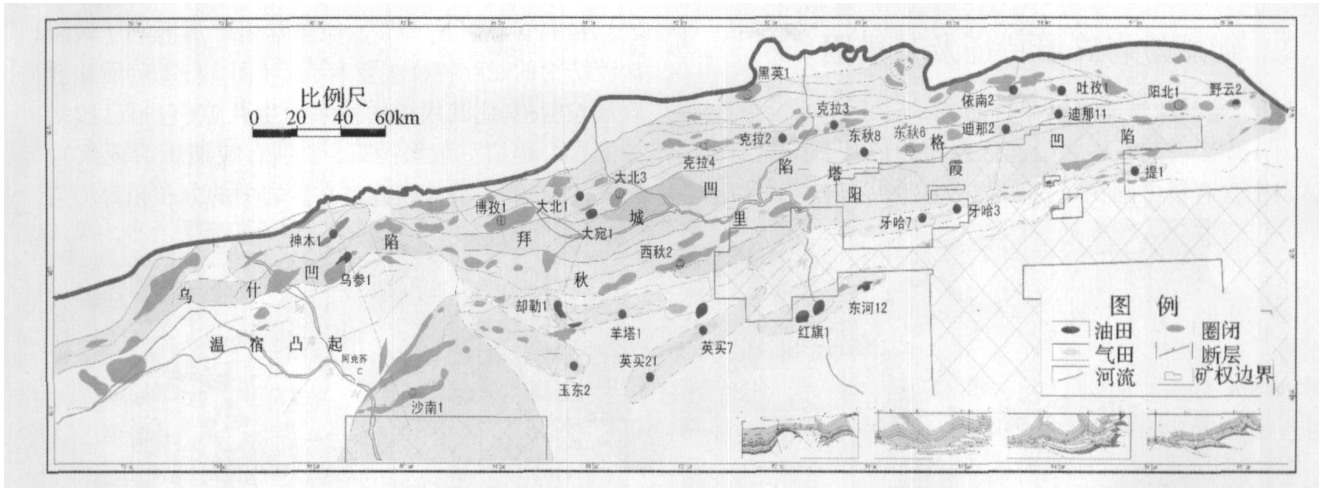 比例尺
0 20 40 60km
黑英1
克拉2
克拉3
克拉4
东秋8
东秋6
依南2
吐孜1
阳北1
野云2
迪那2
迪那11
提1
大北3
大北1
博孜1
大宛1
神木1
乌参1
西秋2
牙哈7
牙哈3
却勒1
羊塔1
英买7
英买21
玉东2
红旗1
东河12
沙南1
阿克苏
乌什凹陷
拜城凹陷
阳霞凹陷
秋里塔格
温宿凸起
图 例
油田
圈闭
气田
断层
河流
矿权边界